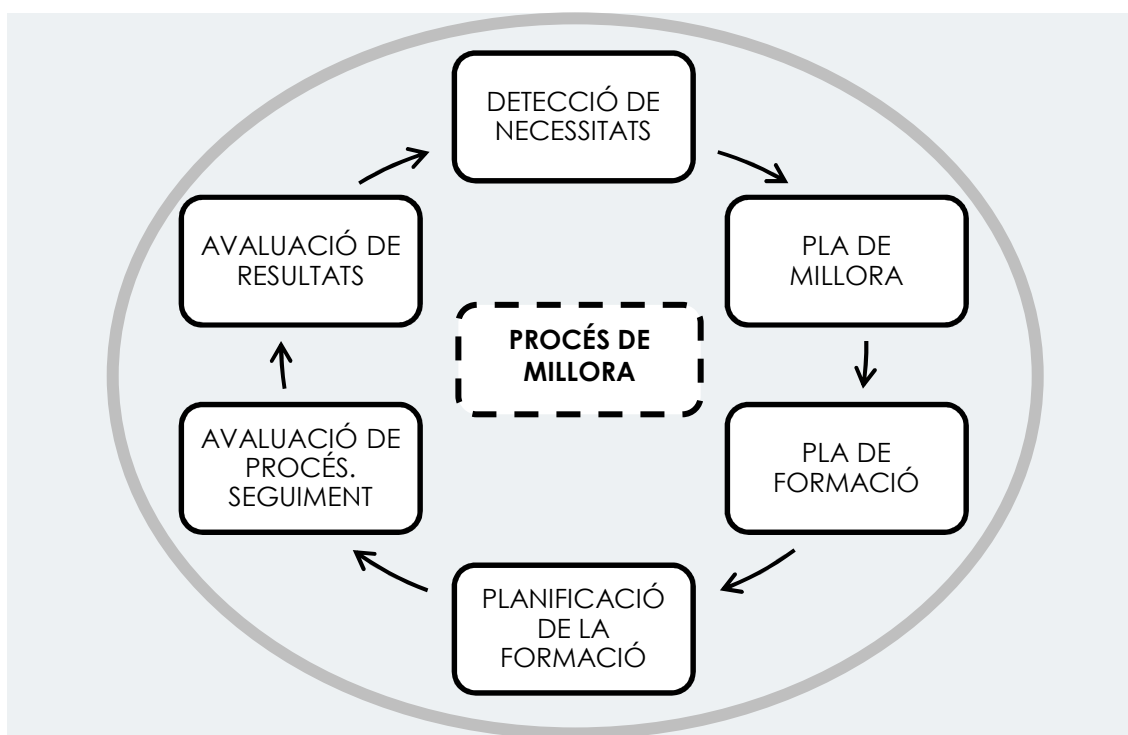 DETECCIÓ DE
NECESSITATS
PLA DE
MILLORA
PLA DE
FORMACIÓ
PLANIFICACIÓ
DE LA
FORMACIÓ
AVALUACIÓ DE
PROCÉS.
SEGUIMENT
AVALUACIÓ DE
RESULTATS
PROCÉS DE
MILLORA